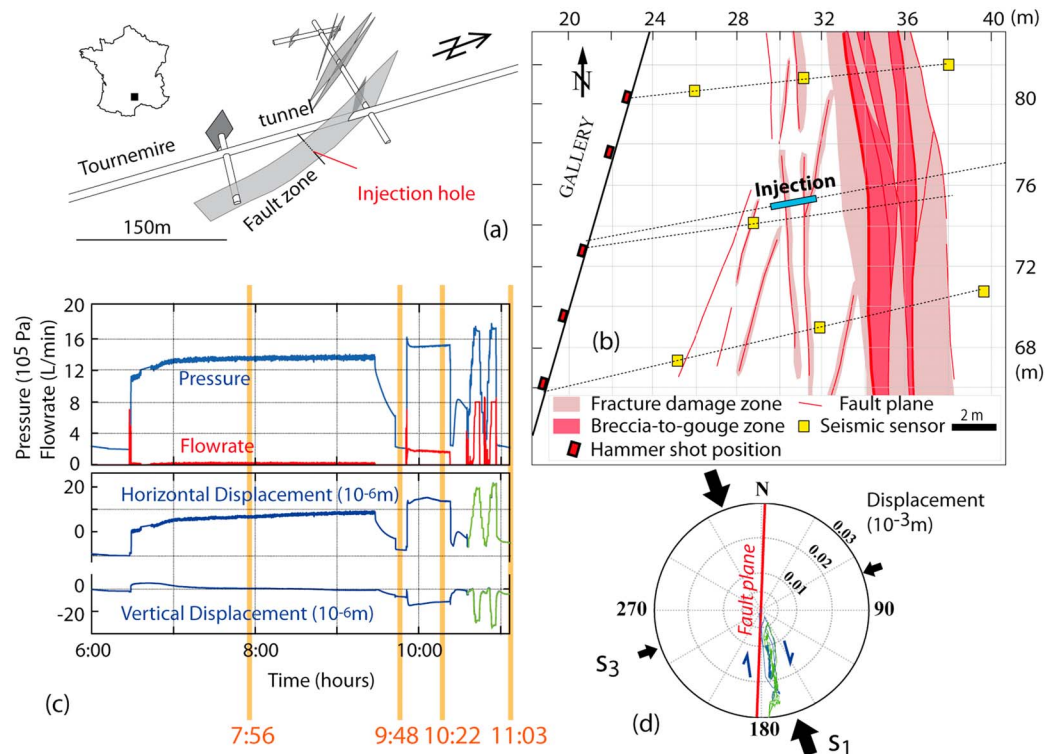 Tournemire
tunnel
Fault zone
Injection hole
150m
(a)
20 24 28 32 36 40 (m)
N
GALLERY
80
Injection
76
72
68
(m)
(b)
Fracture damage zone
Fault plane
Breccia-to-gouge zone
Seismic sensor
2 m
Hammer shot position
Pressure (10⁵ Pa)
Flowrate (L/min)
20
16
12
8
4
0
Pressure
Flowrate
20
0
Horizontal Displacement (10⁻⁶m)
0
-20
Vertical Displacement (10⁻⁶m)
6:00 8:00 10:00
Time (hours)
(c)
7:56 9:48 10:22 11:03
N
Displacement
(10⁻³m)
0.03
0.02
0.01
Fault plane
270
90
180
S₃
S₁
(d)